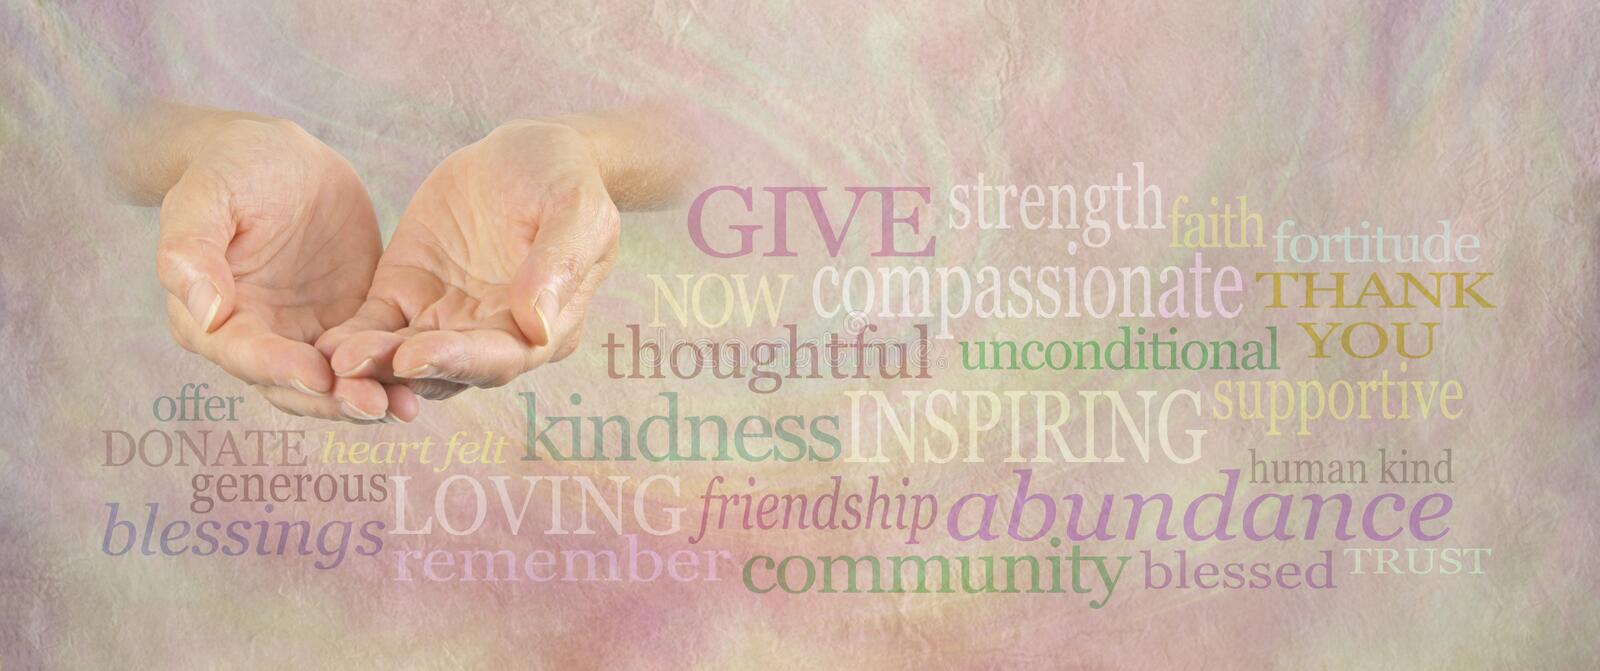 GIVE strength faith fortitude
NOW compassionate THANK
thoughtful unconditional YOU
offer kindness INSPIRING supportive
DONATE heart felt human kind
generous LOVING friendship abundance
blessings remember community blessed TRUST
dreamstime